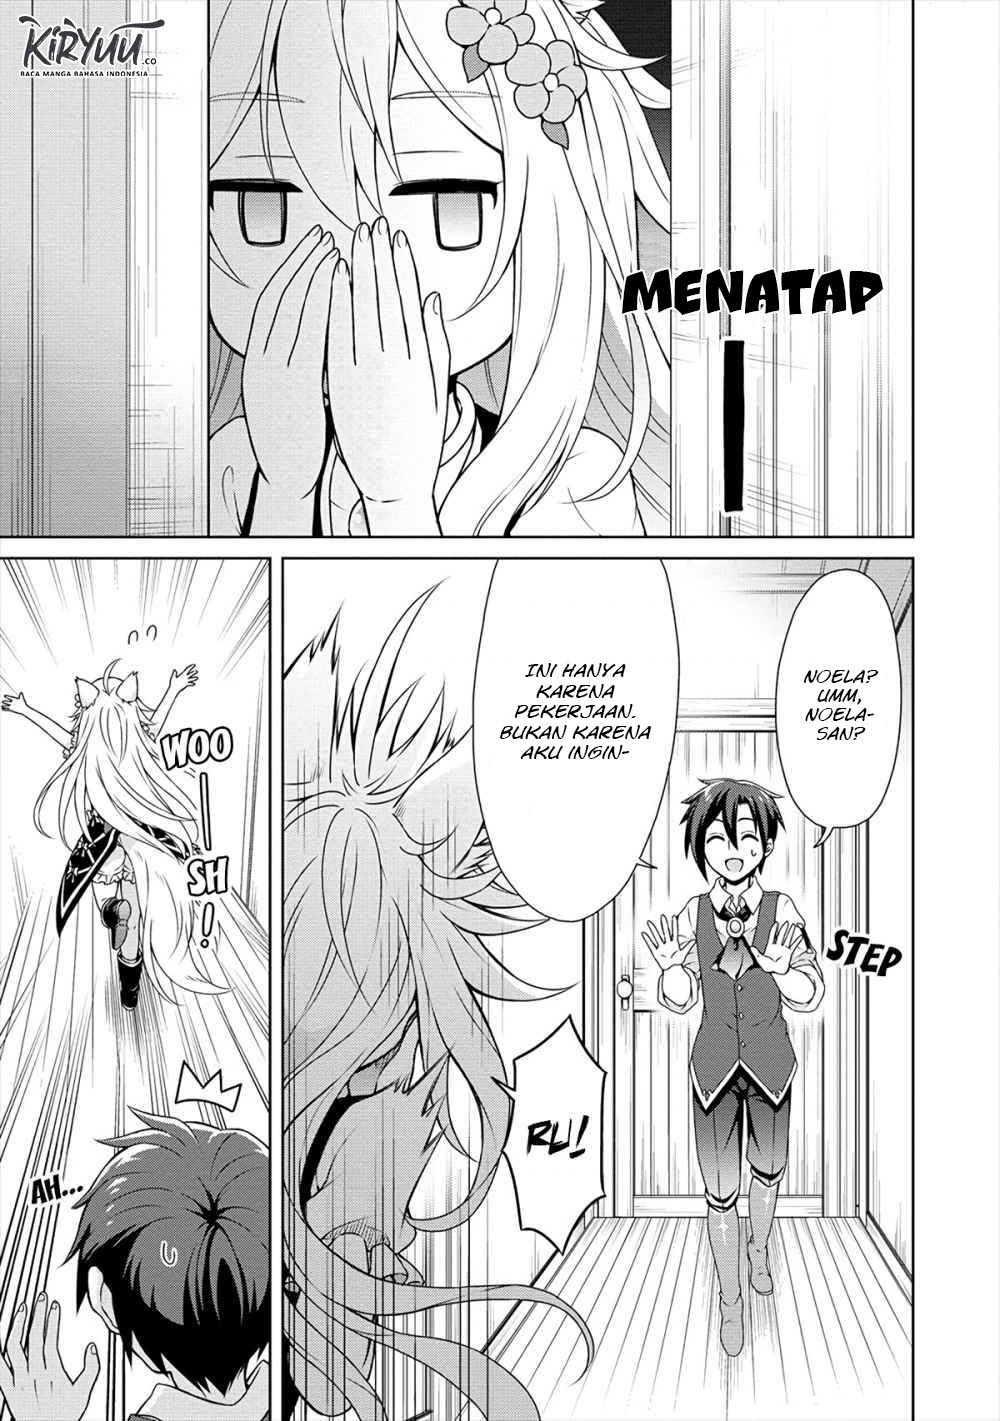 KiRYUU.co
BACA MANGA BAHASA INDONESIA
MENATAP
NOELA?
UMM,
NOELA-
SAN?
STEP
INI HANYA
KARENA
PEKERJAAN.
BUKAN KARENA
AKU INGIN-
RU!
WOO
SH
!
AH...